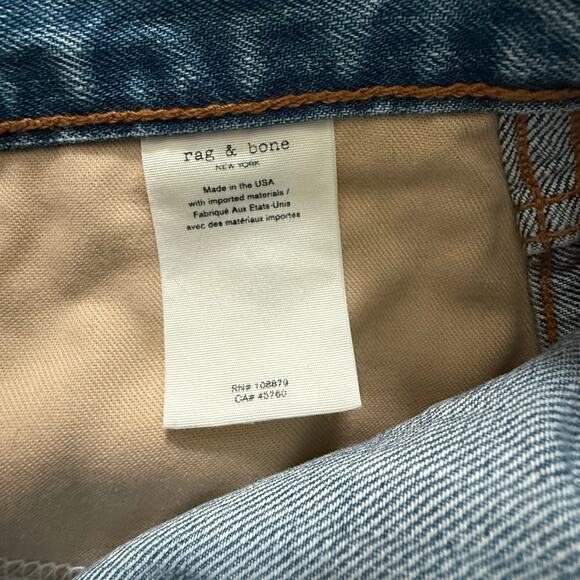 rag & bone
NEW YORK
Made in the USA
with imported materials /
Fabriqué Aux Etats-Unis
avec des matériaux importés
RN# 108879
CA# 45760